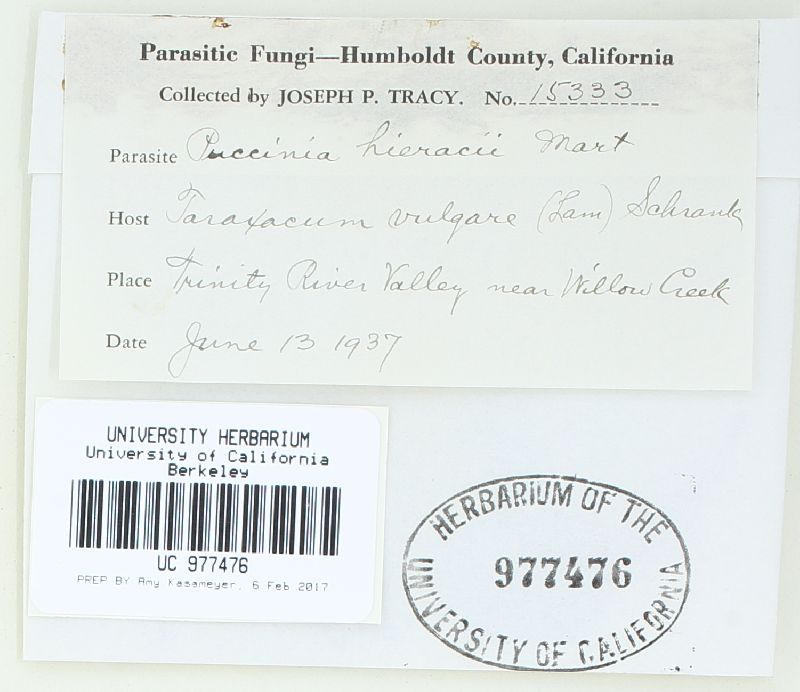 Parasitic Fungi—Humboldt County, California
Collected by JOSEPH P. TRACY. No. 15333
Parasite Puccinia hieracii Mart
Host Taraxacum vulgare (Lam) Schrank
Place Trinity River Valley near Willow Creek
Date June 13 1937
UNIVERSITY HERBARIUM
University of California
Berkeley
UC 977476
PREP BY Amy Kasameyer, 6 Feb 2017
HERBARIUM OF THE
977476
UNIVERSITY OF CALIFORNIA